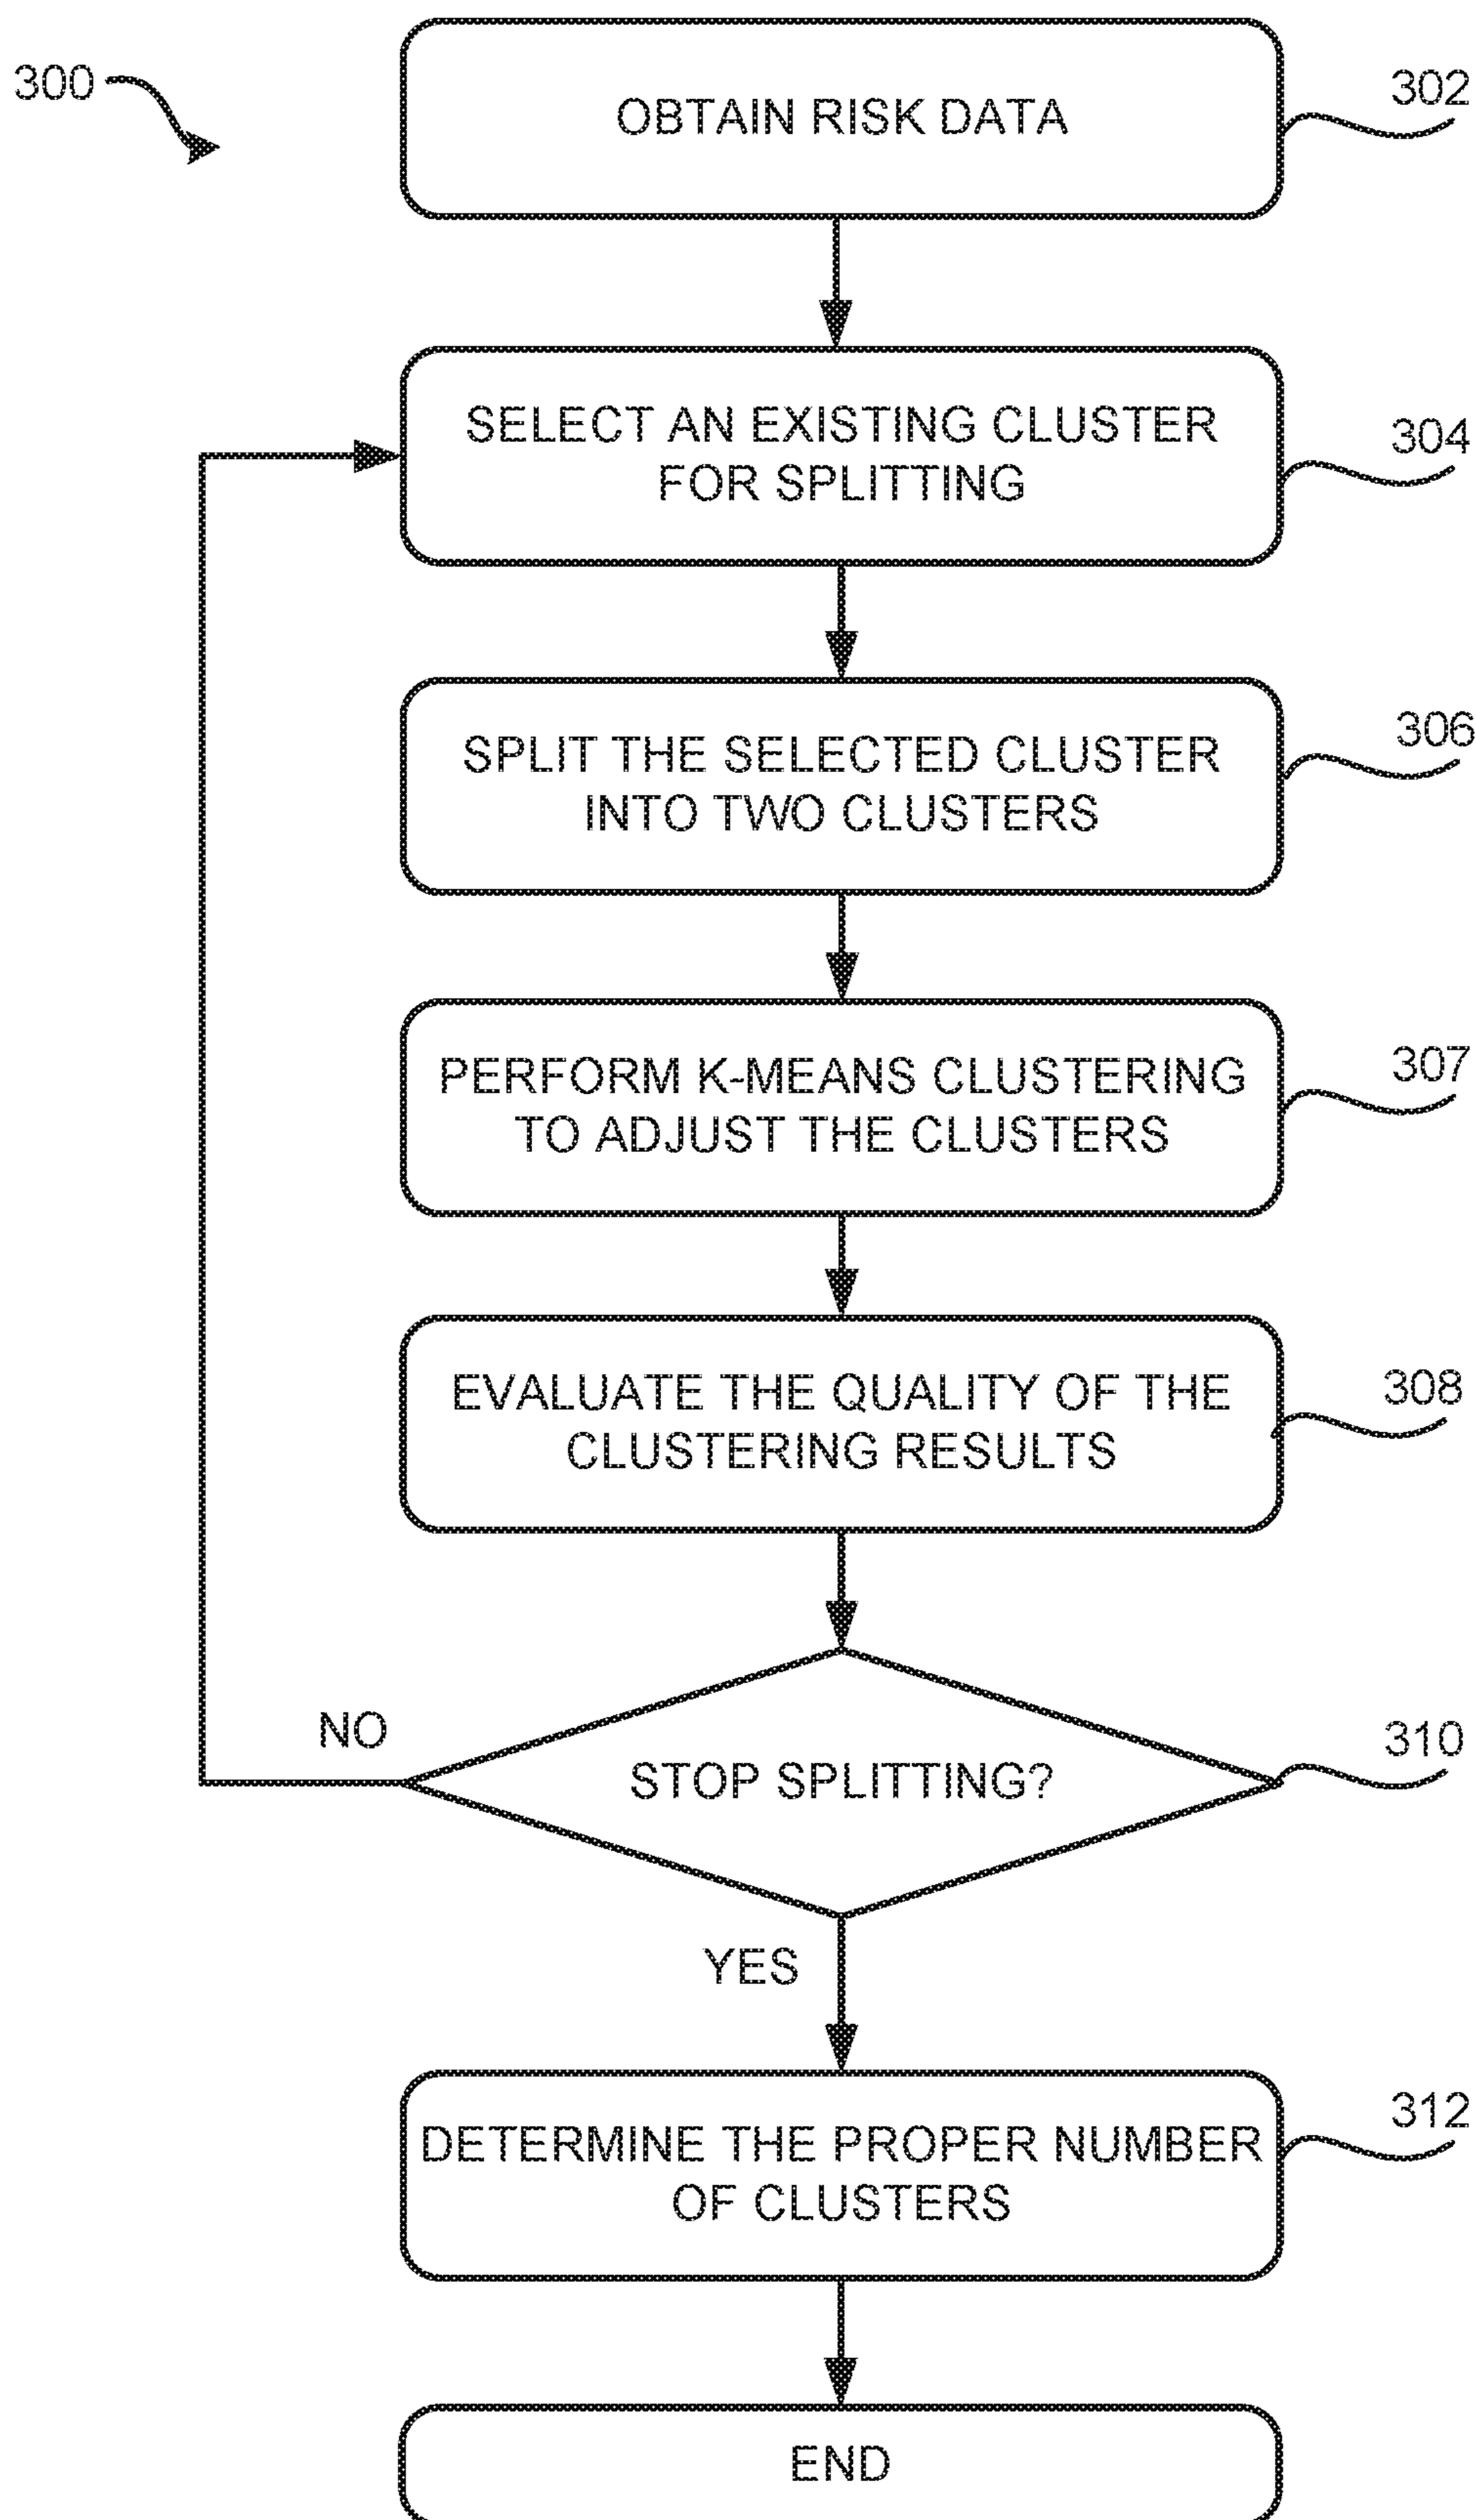 300
OBTAIN RISK DATA
302
SELECT AN EXISTING CLUSTER
FOR SPLITTING
304
SPLIT THE SELECTED CLUSTER
INTO TWO CLUSTERS
306
PERFORM K-MEANS CLUSTERING
TO ADJUST THE CLUSTERS
307
EVALUATE THE QUALITY OF THE
CLUSTERING RESULTS
308
NO
STOP SPLITTING?
310
YES
DETERMINE THE PROPER NUMBER
OF CLUSTERS
312
END